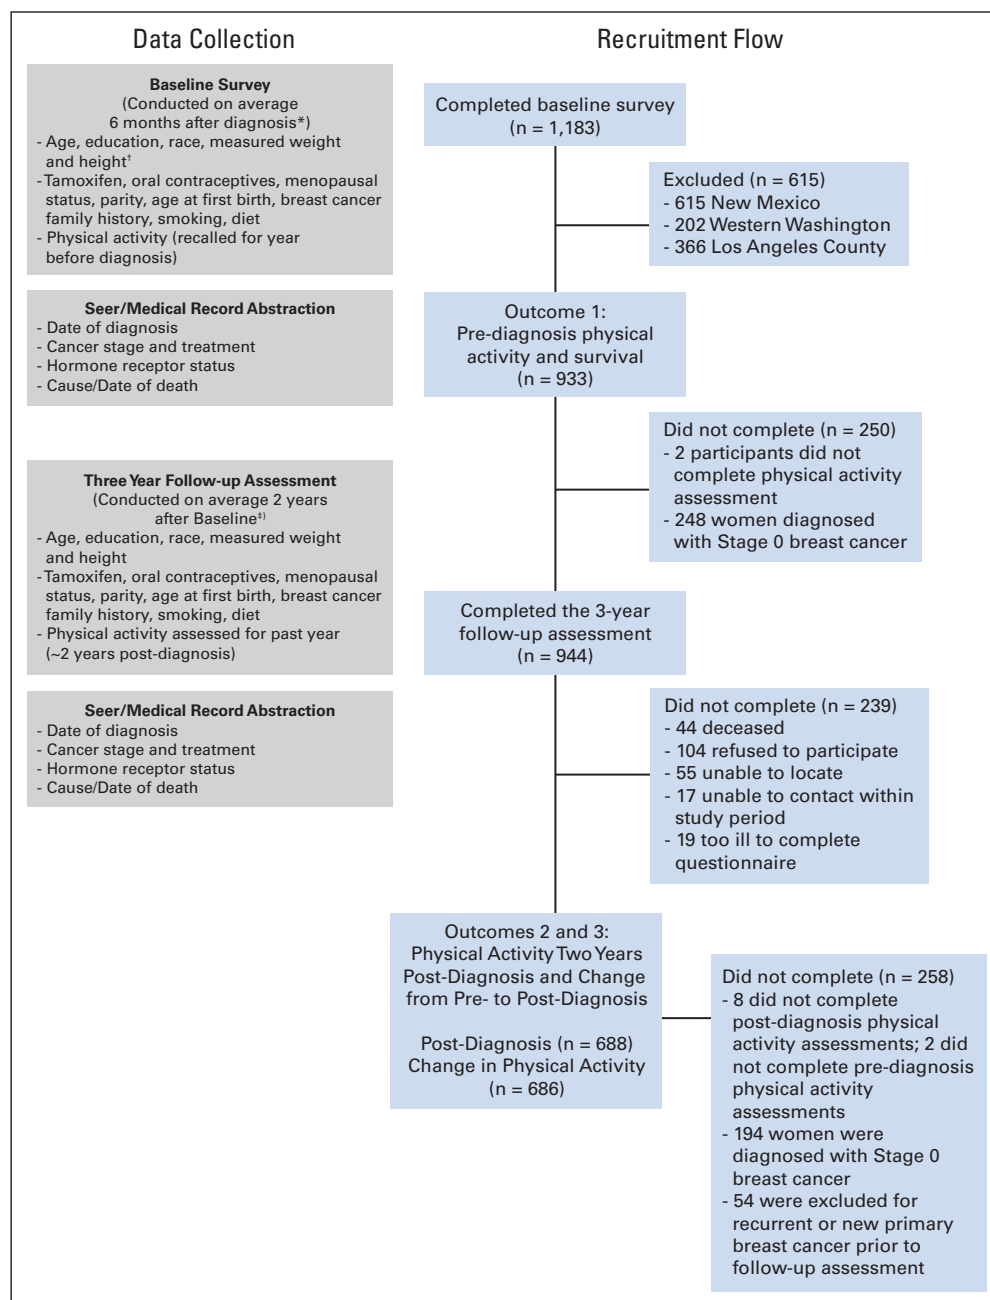 Data Collection
Baseline Survey
(Conducted on average
6 months after diagnosis*)
- Age, education, race, measured weight
and height†
- Tamoxifen, oral contraceptives, menopausal
status, parity, age at first birth, breast cancer
family history, smoking, diet
- Physical activity (recalled for year
before diagnosis)
Seer/Medical Record Abstraction
- Date of diagnosis
- Cancer stage and treatment
- Hormone receptor status
- Cause/Date of death
Three Year Follow-up Assessment
(Conducted on average 2 years
after Baseline‡)
- Age, education, race, measured weight
and height
- Tamoxifen, oral contraceptives, menopausal
status, parity, age at first birth, breast cancer
family history, smoking, diet
- Physical activity assessed for past year
(~2 years post-diagnosis)
Seer/Medical Record Abstraction
- Date of diagnosis
- Cancer stage and treatment
- Hormone receptor status
- Cause/Date of death
Recruitment Flow
Completed baseline survey
(n = 1,183)
Excluded (n = 615)
- 615 New Mexico
- 202 Western Washington
- 366 Los Angeles County
Outcome 1:
Pre-diagnosis physical
activity and survival
(n = 933)
Did not complete (n = 250)
- 2 participants did not
complete physical activity
assessment
- 248 women diagnosed
with Stage 0 breast cancer
Completed the 3-year
follow-up assessment
(n = 944)
Did not complete (n = 239)
- 44 deceased
- 104 refused to participate
- 55 unable to locate
- 17 unable to contact within
study period
- 19 too ill to complete
questionnaire
Outcomes 2 and 3:
Physical Activity Two Years
Post-Diagnosis and Change
from Pre- to Post-Diagnosis
Post-Diagnosis (n = 688)
Change in Physical Activity
(n = 686)
Did not complete (n = 258)
- 8 did not complete
post-diagnosis physical
activity assessments; 2 did
not complete pre-diagnosis
physical activity
assessments
- 194 women were
diagnosed with Stage 0
breast cancer
- 54 were excluded for
recurrent or new primary
breast cancer prior to
follow-up assessment